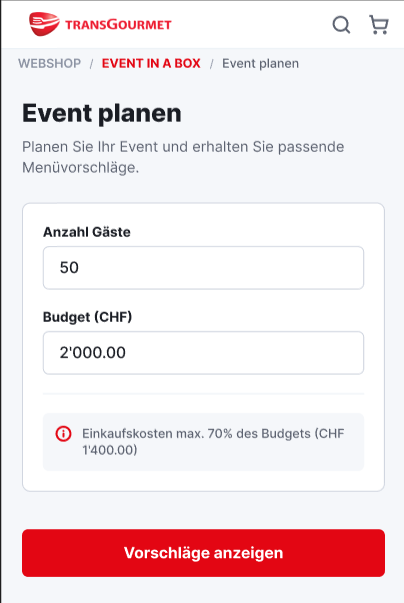 TRANSGOURMET
WEBSHOP / EVENT IN A BOX / Event planen
Event planen
Planen Sie Ihr Event und erhalten Sie passende
Menüvorschläge.
Anzahl Gäste
50
Budget (CHF)
2'000.00
Einkaufskosten max. 70% des Budgets (CHF
1'400.00)
Vorschläge anzeigen